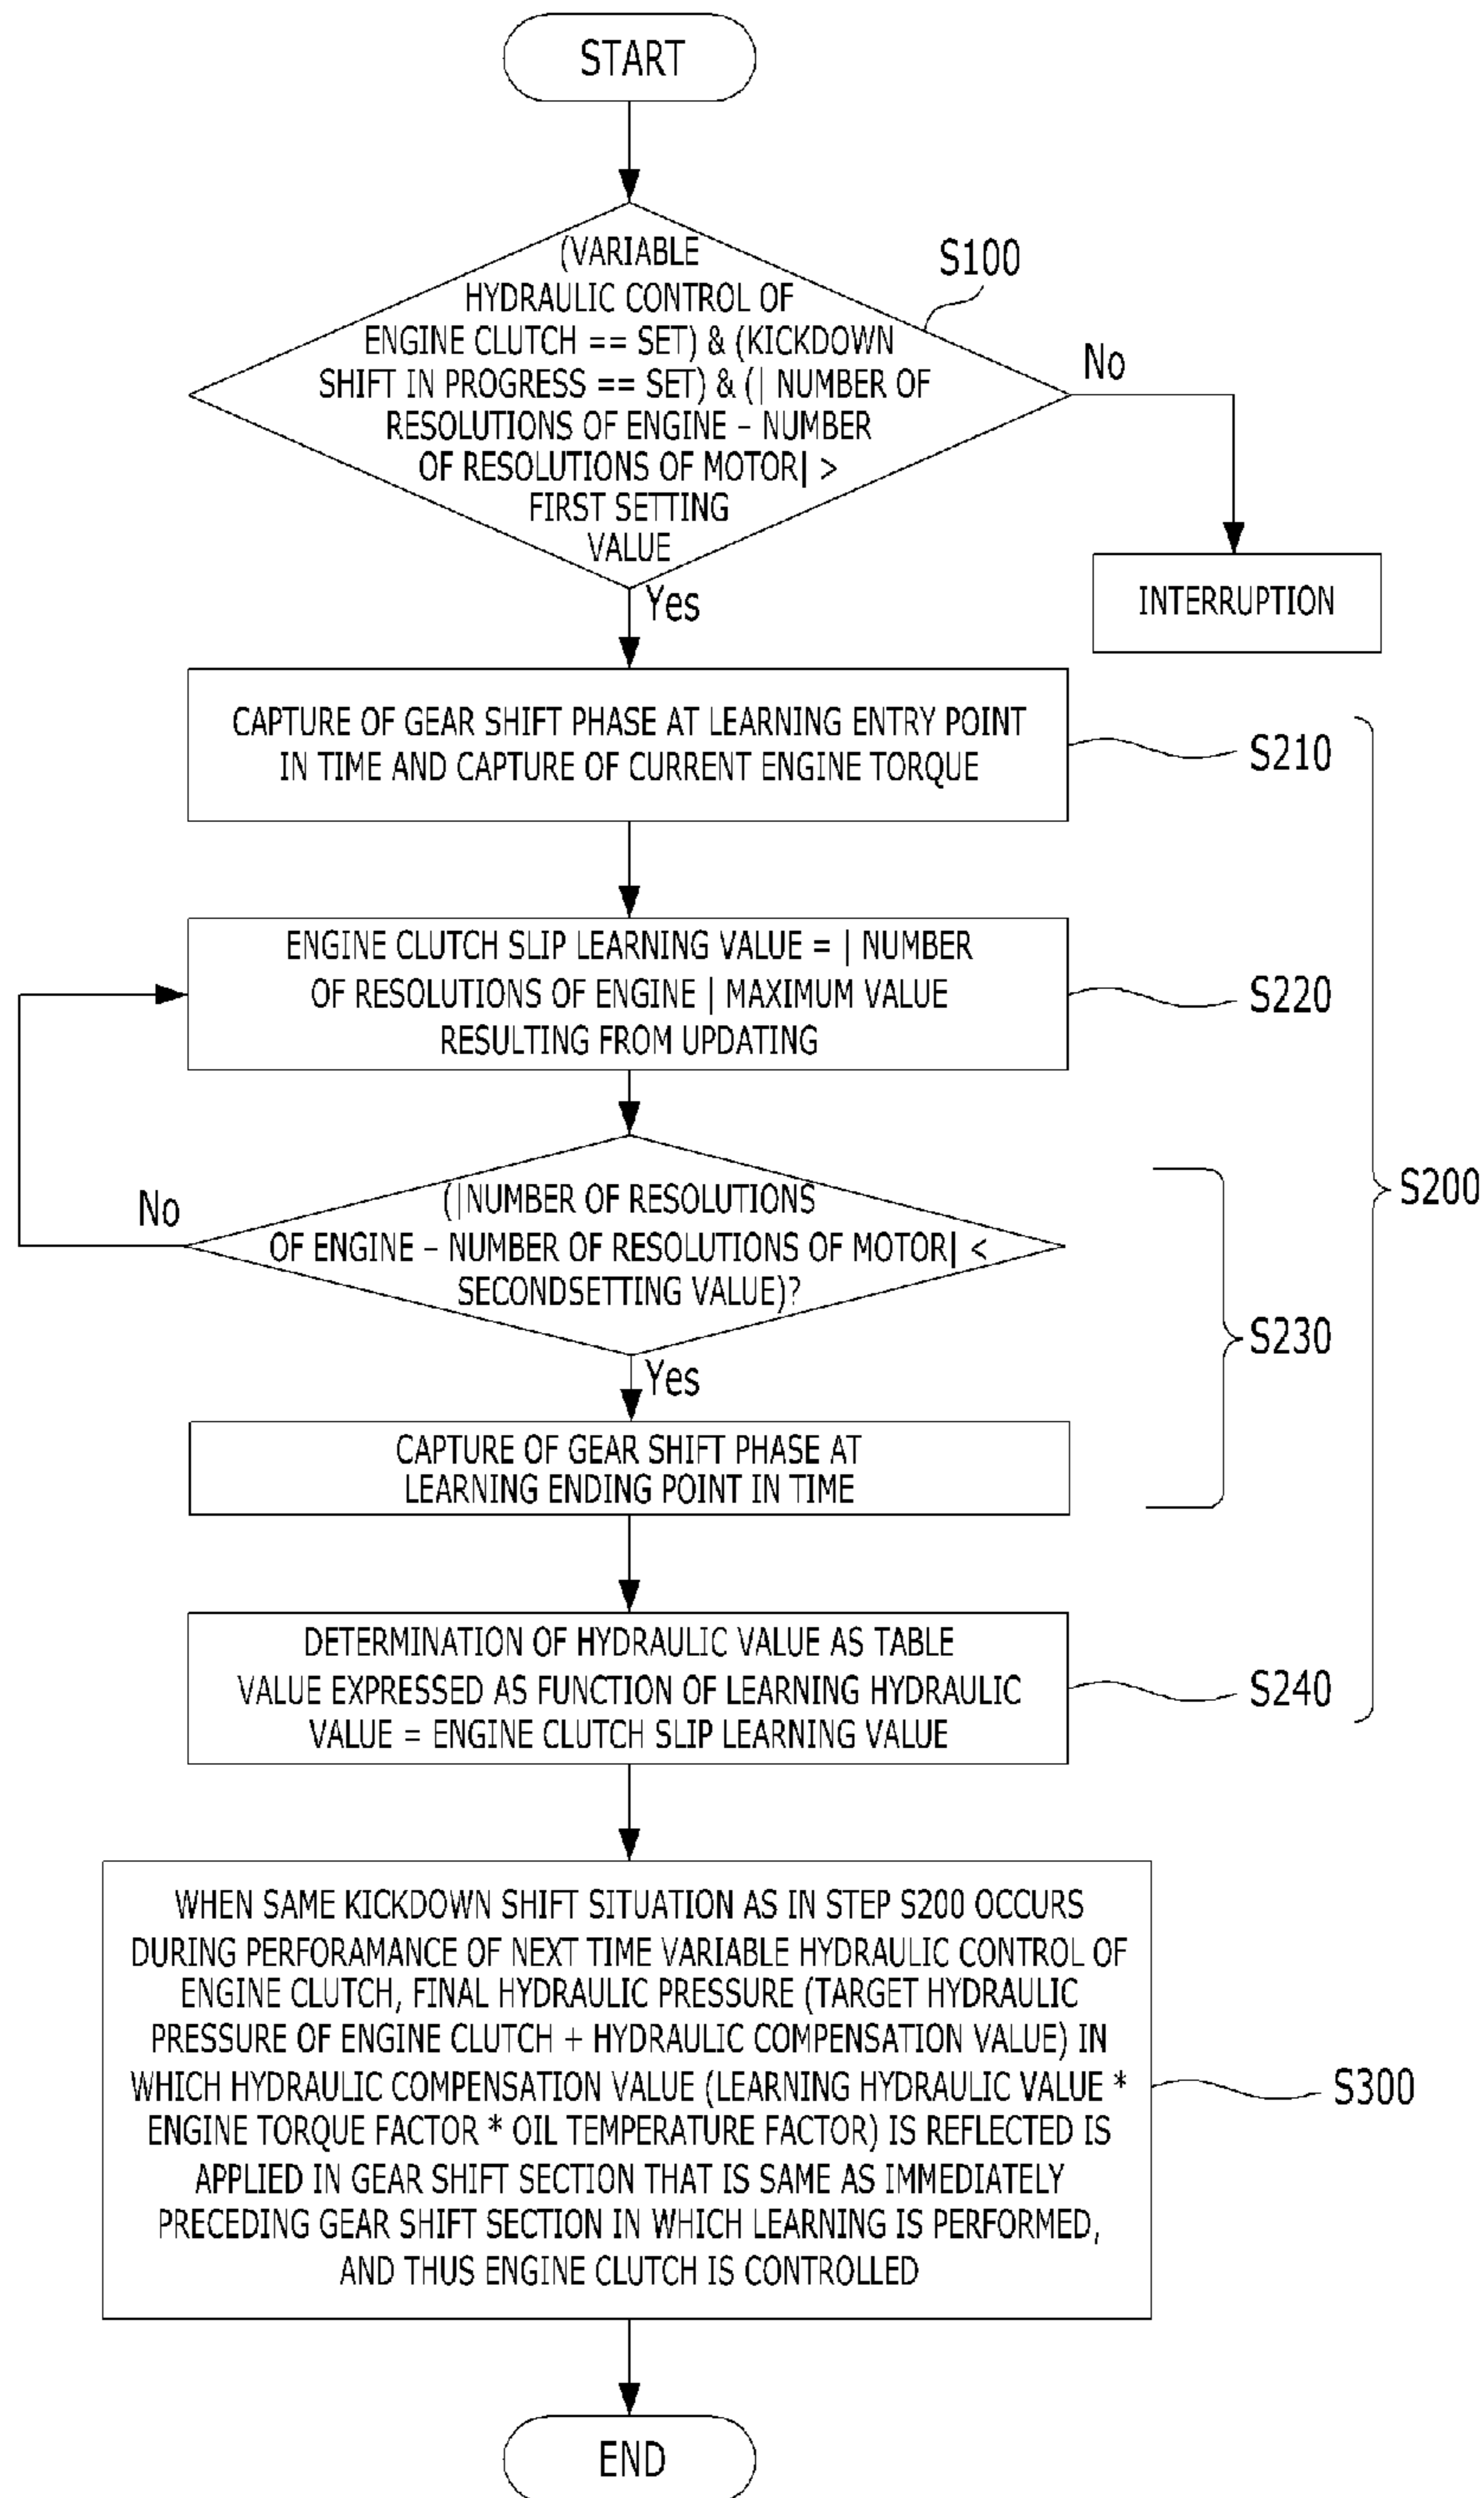 START
(VARIABLE
HYDRAULIC CONTROL OF
ENGINE CLUTCH == SET) & (KICKDOWN
SHIFT IN PROGRESS == SET) & (| NUMBER OF
RESOLUTIONS OF ENGINE – NUMBER
OF RESOLUTIONS OF MOTOR| >
FIRST SETTING
VALUE
S100
No
INTERRUPTION
Yes
CAPTURE OF GEAR SHIFT PHASE AT LEARNING ENTRY POINT
IN TIME AND CAPTURE OF CURRENT ENGINE TORQUE
S210
ENGINE CLUTCH SLIP LEARNING VALUE = | NUMBER
OF RESOLUTIONS OF ENGINE | MAXIMUM VALUE
RESULTING FROM UPDATING
S220
(|NUMBER OF RESOLUTIONS
OF ENGINE – NUMBER OF RESOLUTIONS OF MOTOR| <
SECONDSETTING VALUE)?
No
S200
S230
Yes
CAPTURE OF GEAR SHIFT PHASE AT
LEARNING ENDING POINT IN TIME
DETERMINATION OF HYDRAULIC VALUE AS TABLE
VALUE EXPRESSED AS FUNCTION OF LEARNING HYDRAULIC
VALUE = ENGINE CLUTCH SLIP LEARNING VALUE
S240
WHEN SAME KICKDOWN SHIFT SITUATION AS IN STEP S200 OCCURS
DURING PERFORAMANCE OF NEXT TIME VARIABLE HYDRAULIC CONTROL OF
ENGINE CLUTCH, FINAL HYDRAULIC PRESSURE (TARGET HYDRAULIC
PRESSURE OF ENGINE CLUTCH + HYDRAULIC COMPENSATION VALUE) IN
WHICH HYDRAULIC COMPENSATION VALUE (LEARNING HYDRAULIC VALUE *
ENGINE TORQUE FACTOR * OIL TEMPERATURE FACTOR) IS REFLECTED IS
APPLIED IN GEAR SHIFT SECTION THAT IS SAME AS IMMEDIATELY
PRECEDING GEAR SHIFT SECTION IN WHICH LEARNING IS PERFORMED,
AND THUS ENGINE CLUTCH IS CONTROLLED
S300
END